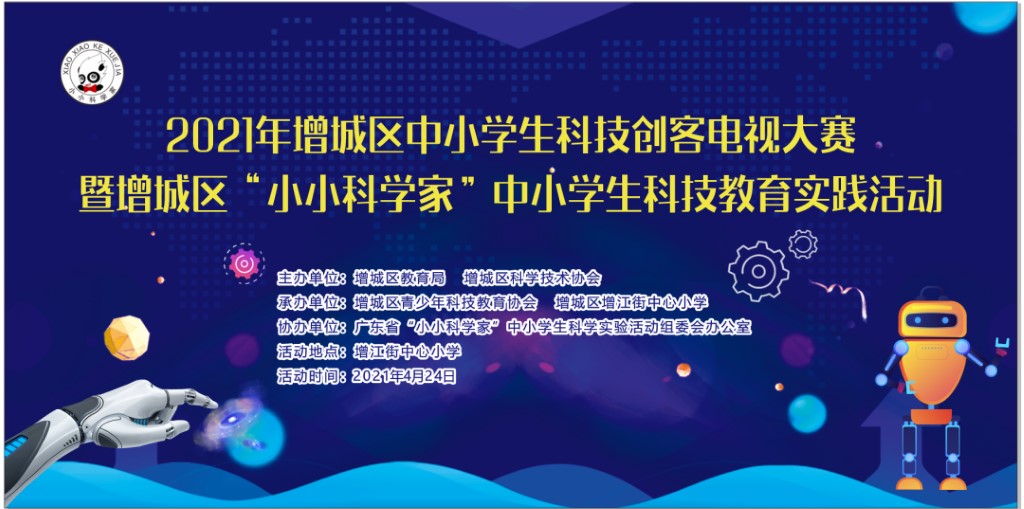 XIAO XIAO KE XUEJIA
小小科学家
2021年增城区中小学生科技创客电视大赛
暨增城区“小小科学家”中小学生科技教育实践活动
主办单位：增城区教育局 增城区科学技术协会
承办单位：增城区青少年科技教育协会 增城区增江街中心小学
协办单位：广东省“小小科学家”中小学生科学实验活动组委会办公室
活动地点：增江街中心小学
活动时间：2021年4月24日